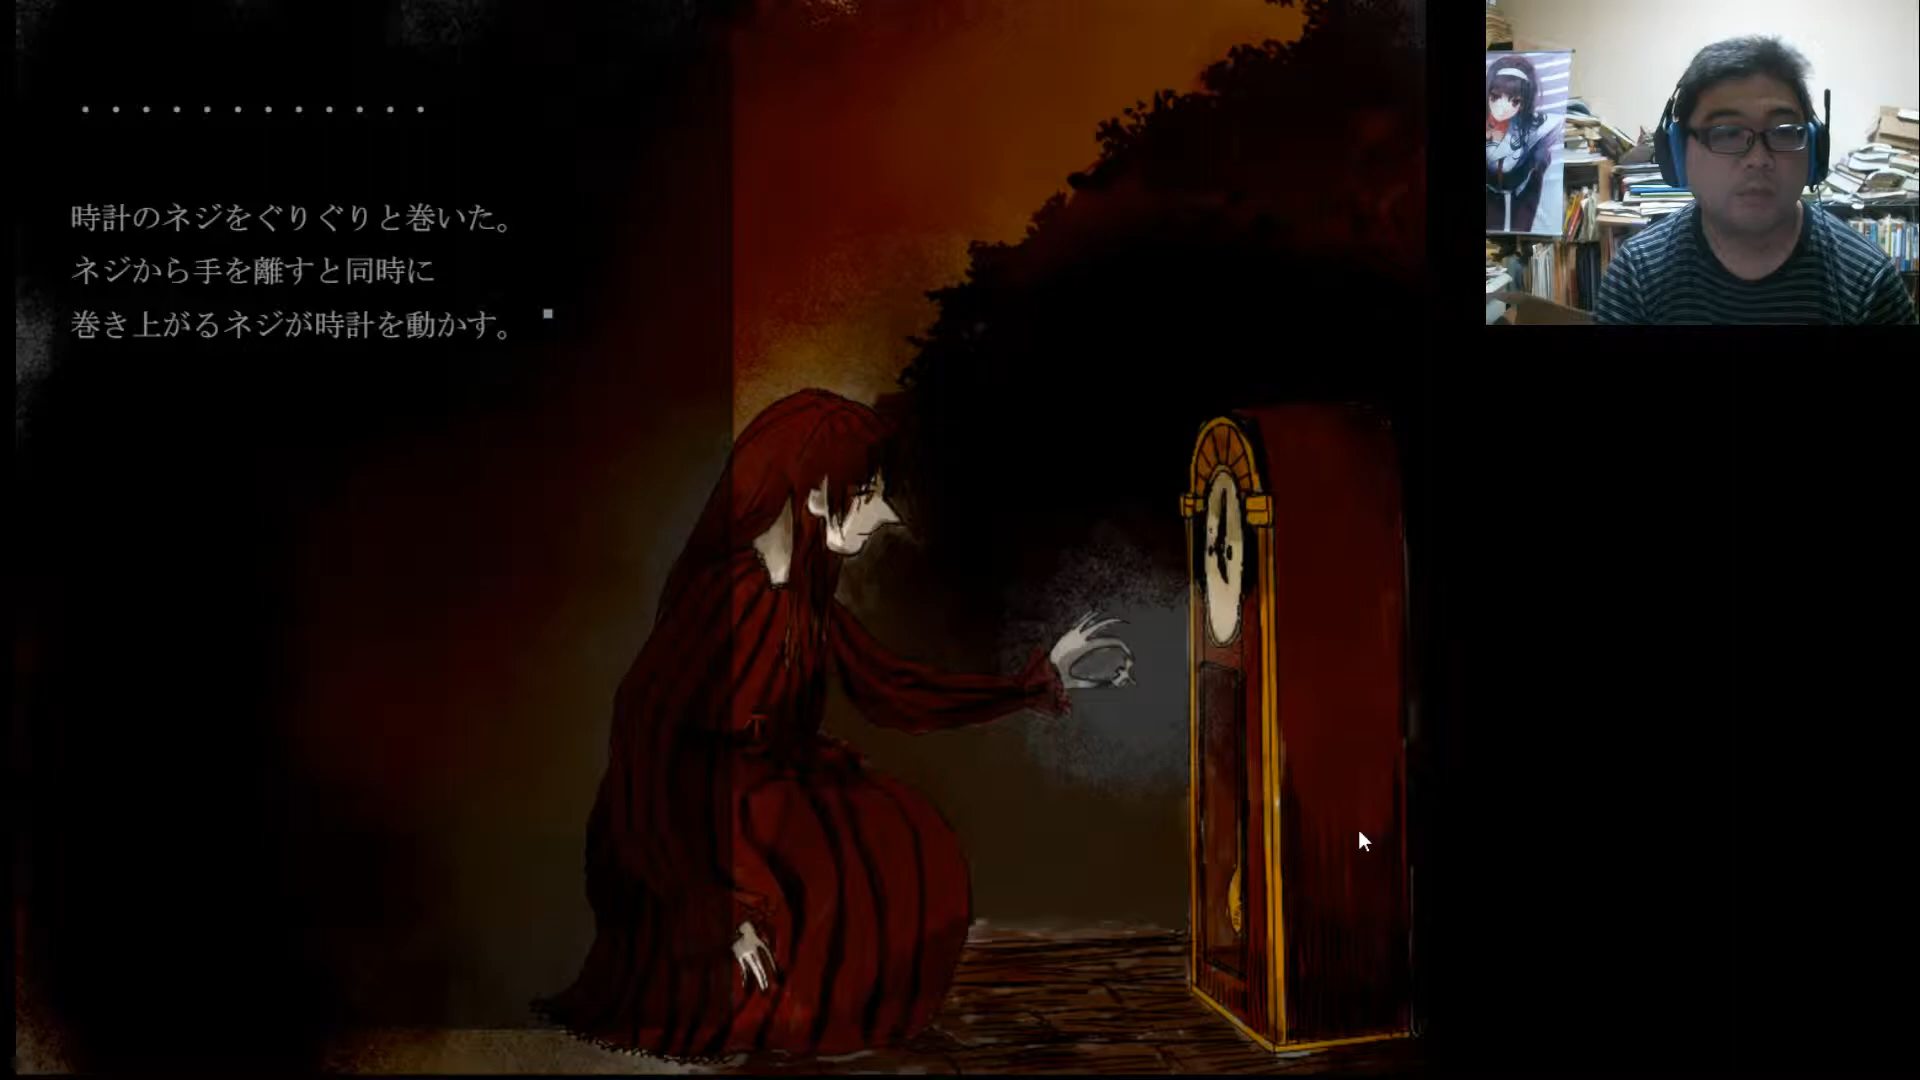 ・・・・・・・・・・・・
時計のネジをぐりぐりと巻いた。
ネジから手を離すと同時に
巻き上がるネジが時計を動かす。